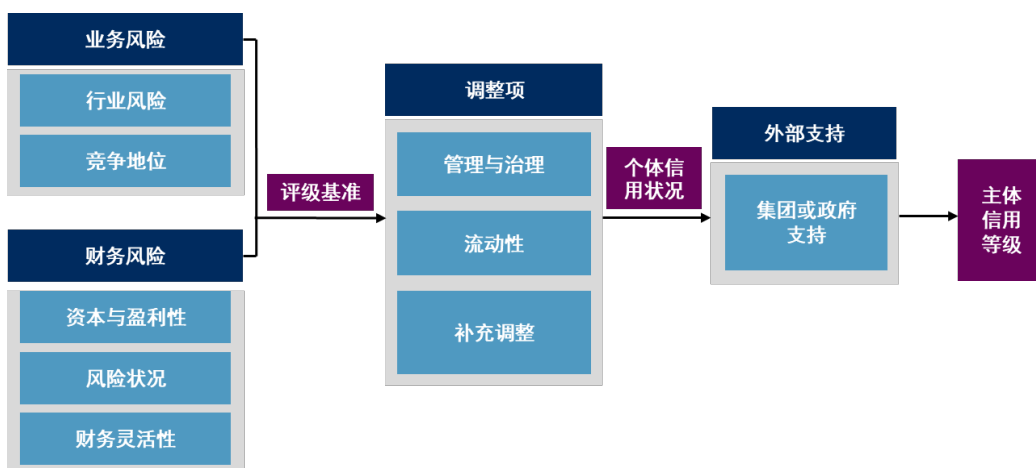 业务风险
行业风险
竞争地位
财务风险
资本与盈利性
风险状况
财务灵活性
评级基准
调整项
管理与治理
流动性
补充调整
个体信
用状况
外部支持
集团或政府
支持
主体
信用
等级